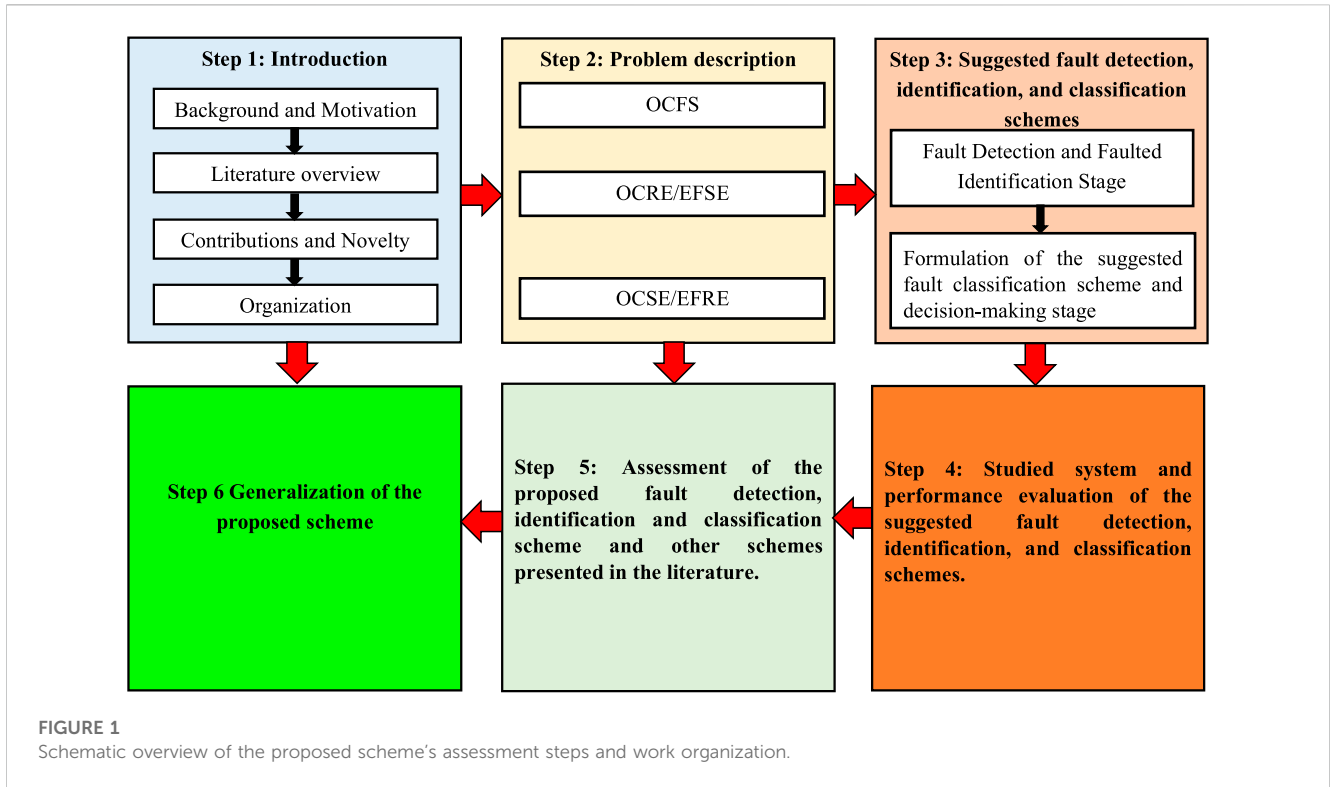 Step 1: Introduction
Background and Motivation
Literature overview
Contributions and Novelty
Organization
Step 2: Problem description
OCFS
OCRE/EFSE
OCSE/EFRE
Step 3: Suggested fault detection,
identification, and classification
schemes
Fault Detection and Faulted
Identification Stage
Formulation of the suggested
fault classification scheme and
decision-making stage
Step 6 Generalization of the
proposed scheme
Step 5: Assessment of the
proposed fault detection,
identification and classification
scheme and other schemes
presented in the literature.
Step 4: Studied system and
performance evaluation of the
suggested fault detection,
identification, and classification
schemes.
FIGURE 1
Schematic overview of the proposed scheme's assessment steps and work organization.